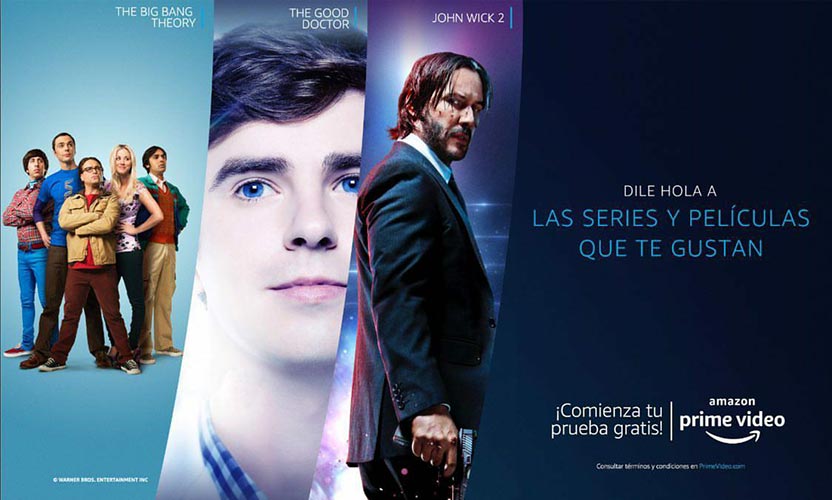 THE BIG BANG
THEORY
THE GOOD
DOCTOR
JOHN WICK 2
DILE HOLA A
LAS SERIES Y PELÍCULAS
QUE TE GUSTAN
¡Comienza tu
prueba gratis!
amazon
prime video
Consultar términos y condiciones en PrimeVideo.com
© WARNER BROS. ENTERTAINMENT INC